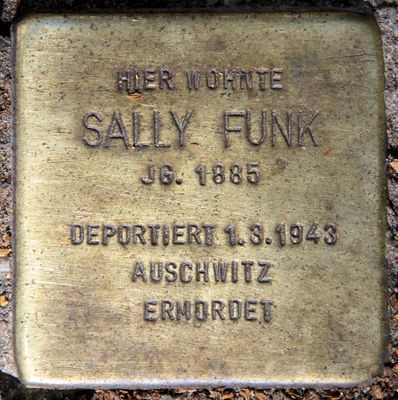 HIER WOHNTE
SALLY FUNK
JG. 1885
DEPORTIERT 1.3.1943
AUSCHWITZ
ERMORDET